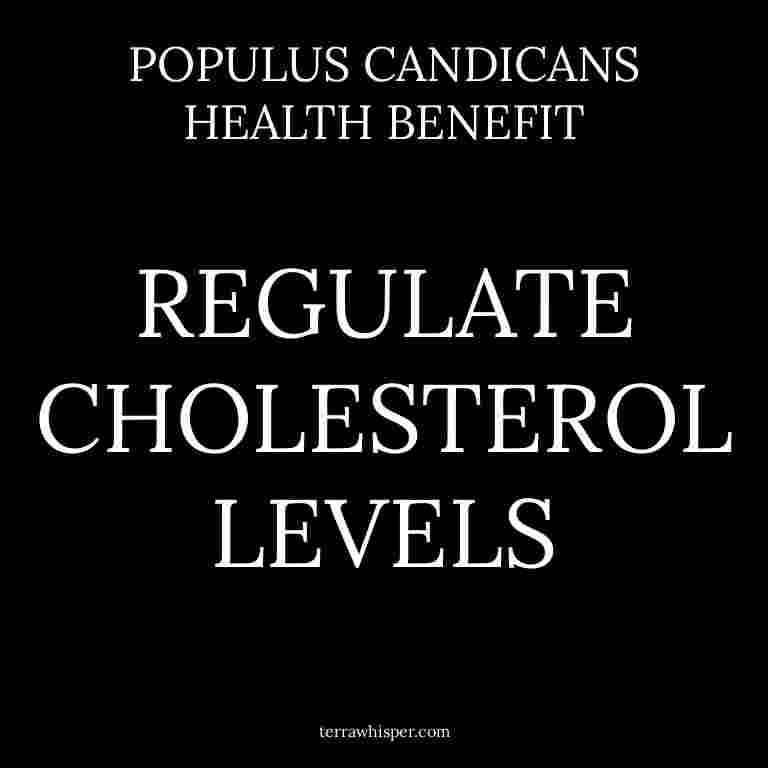 POPULUS CANDICANS
HEALTH BENEFIT
REGULATE
CHOLESTEROL
LEVELS
terrawhisper.com